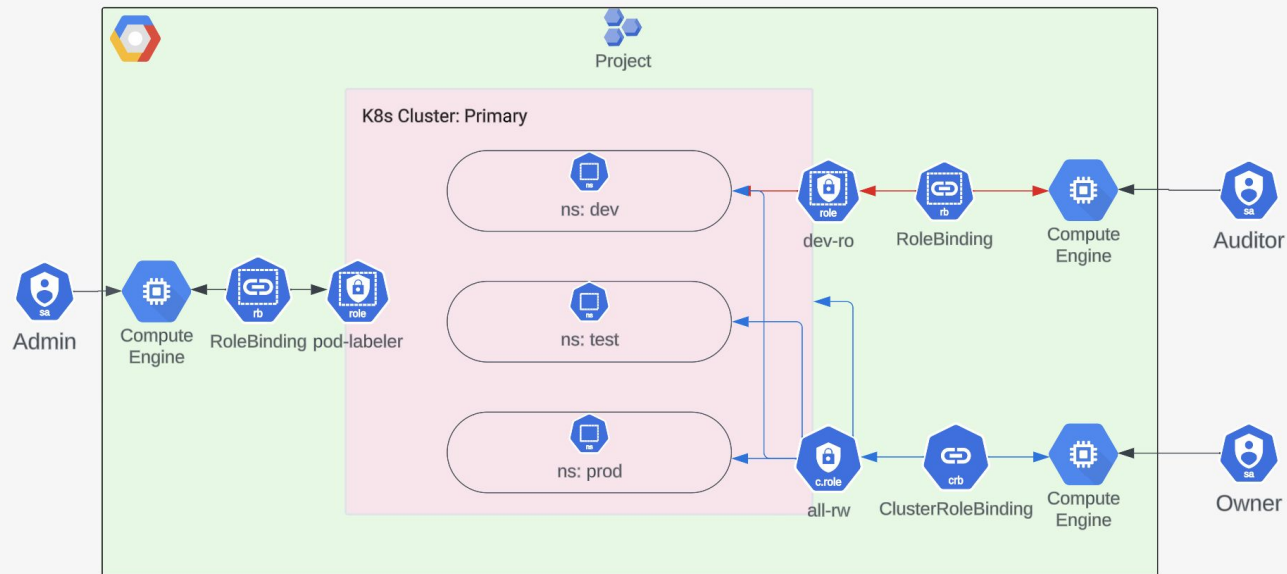 Project
K8s Cluster: Primary
ns
ns: dev
role
dev-ro
rb
RoleBinding
Compute
Engine
sa
Auditor
sa
Admin
Compute
Engine
rb
RoleBinding
role
pod-labeler
ns
ns: test
ns
ns: prod
c.role
all-rw
crb
ClusterRoleBinding
Compute
Engine
sa
Owner